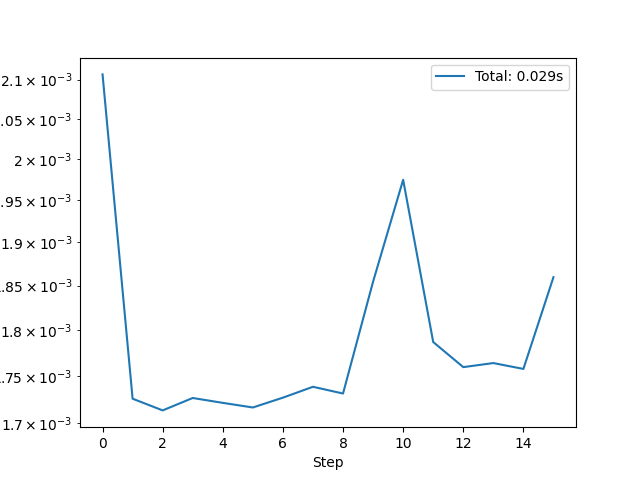 Total: 0.029s
2.1 × 10⁻³
.05 × 10⁻³
2 × 10⁻³
.95 × 10⁻³
1.9 × 10⁻³
.85 × 10⁻³
1.8 × 10⁻³
.75 × 10⁻³
1.7 × 10⁻³
0 2 4 6 8 10 12 14
Step